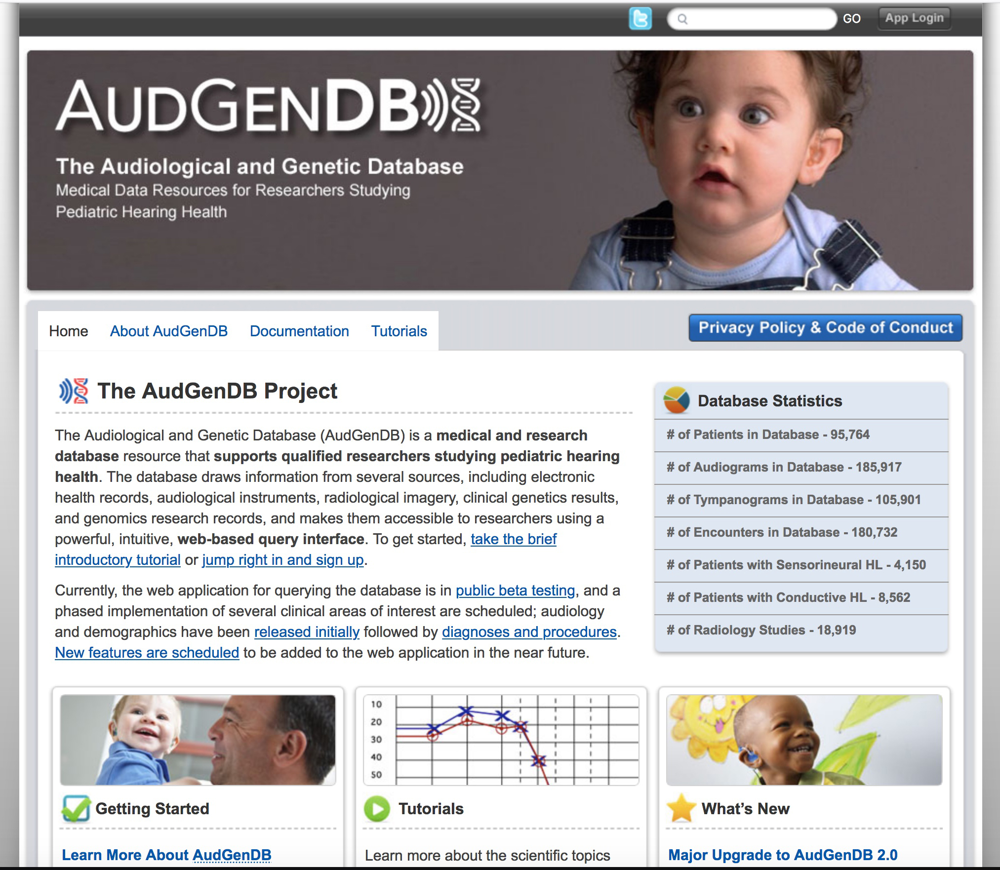 GO
App Login
AUDGENDB
The Audiological and Genetic Database
Medical Data Resources for Researchers Studying
Pediatric Hearing Health
Home
About AudGenDB
Documentation
Tutorials
Privacy Policy & Code of Conduct
The AudGenDB Project
The Audiological and Genetic Database (AudGenDB) is a medical and research
database resource that supports qualified researchers studying pediatric hearing
health. The database draws information from several sources, including electronic
health records, audiological instruments, radiological imagery, clinical genetics results,
and genomics research records, and makes them accessible to researchers using a
powerful, intuitive, web-based query interface. To get started, take the brief
introductory tutorial or jump right in and sign up.
Currently, the web application for querying the database is in public beta testing, and a
phased implementation of several clinical areas of interest are scheduled; audiology
and demographics have been released initially followed by diagnoses and procedures.
New features are scheduled to be added to the web application in the near future.
Database Statistics
# of Patients in Database - 95,764
# of Audiograms in Database - 185,917
# of Tympanograms in Database - 105,901
# of Encounters in Database - 180,732
# of Patients with Sensorineural HL - 4,150
# of Patients with Conductive HL - 8,562
# of Radiology Studies - 18,919
Getting Started
Learn More About AudGenDB
10
20
30
40
50
Tutorials
Learn more about the scientific topics
What's New
Major Upgrade to AudGenDB 2.0